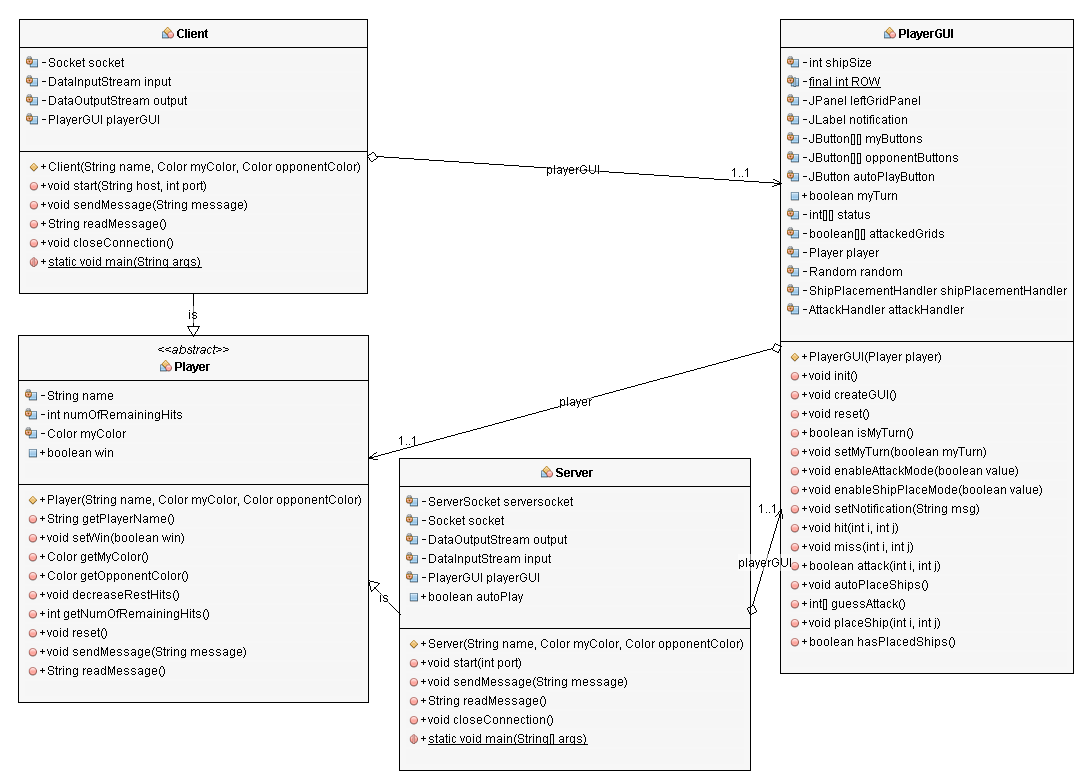 Client
- Socket socket
- DataInputStream input
- DataOutputStream output
- PlayerGUI playerGUI
+ Client(String name, Color myColor, Color opponentColor)
+ void start(String host, int port)
+ void sendMessage(String message)
+ String readMessage()
+ void closeConnection()
+ static void main(String args)
is
<<abstract>>
Player
- String name
- int numOfRemainingHits
- Color myColor
+ boolean win
+ Player(String name, Color myColor, Color opponentColor)
+ String getPlayerName()
+ void setWin(boolean win)
+ Color getMyColor()
+ Color getOpponentColor()
+ void decreaseRestHits()
+ int getNumOfRemainingHits()
+ void reset()
+ void sendMessage(String message)
+ String readMessage()
playerGUI
1..1
player
1..1
is
Server
- ServerSocket serversocket
- Socket socket
- DataOutputStream output
- DataInputStream input
- PlayerGUI playerGUI
+ boolean autoPlay
+ Server(String name, Color myColor, Color opponentColor)
+ void start(int port)
+ void sendMessage(String message)
+ String readMessage()
+ void closeConnection()
+ static void main(String[] args)
1..1
playerGUI
PlayerGUI
- int shipSize
- final int ROW
- JPanel leftGridPanel
- JLabel notification
- JButton[][] myButtons
- JButton[][] opponentButtons
- JButton autoPlayButton
+ boolean myTurn
- int[][] status
- boolean[][] attackedGrids
- Player player
- Random random
- ShipPlacementHandler shipPlacementHandler
- AttackHandler attackHandler
+ PlayerGUI(Player player)
+ void init()
+ void createGUI()
+ void reset()
+ boolean isMyTurn()
+ void setMyTurn(boolean myTurn)
+ void enableAttackMode(boolean value)
+ void enableShipPlaceMode(boolean value)
+ void setNotification(String msg)
+ void hit(int i, int j)
+ void miss(int i, int j)
+ boolean attack(int i, int j)
+ void autoPlaceShips()
+ int[] guessAttack()
+ void placeShip(int i, int j)
+ boolean hasPlacedShips()